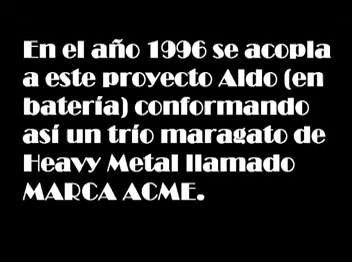 En el año 1996 se acopla
a este proyecto Aldo (en
batería) conformando
así un trío maragato de
Heavy Metal llamado
MARCA ACME.